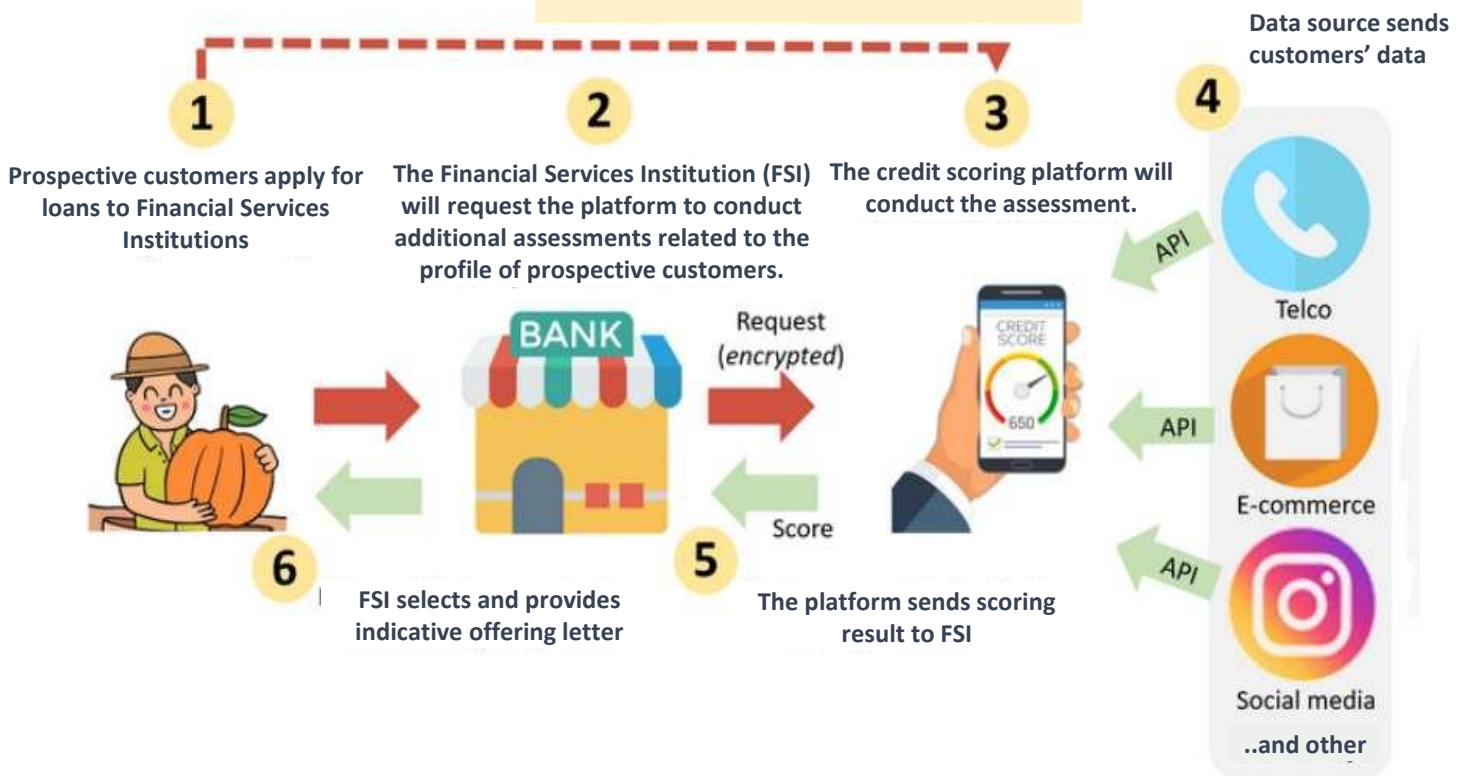 Data source sends
customers’ data
1
2
3
4
Prospective customers apply for
loans to Financial Services
Institutions
The Financial Services Institution (FSI)
will request the platform to conduct
additional assessments related to the
profile of prospective customers.
The credit scoring platform will
conduct the assessment.
API
Telco
BANK
Request
(encrypted)
CREDIT
SCORE
650
API
E-commerce
Score
API
Social media
..and other
5
The platform sends scoring
result to FSI
6
FSI selects and provides
indicative offering letter